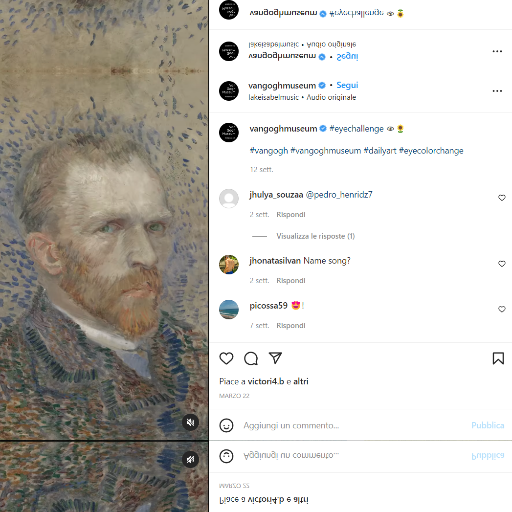 vangoghmuseum #eyechallenge 👁️🌻
lakeisabelmusic • Audio originale
vangoghmuseum • Segui
vangoghmuseum • Segui
lakeisabelmusic • Audio originale
vangoghmuseum #eyechallenge 👁️🌻
#vangogh #vangoghmuseum #dailyart #eyecolorchange
12 sett.
jhulya_souzaa @pedro_henridz7
2 sett. Rispondi
Visualizza le risposte (1)
jhonatasilvan Name song?
2 sett. Rispondi
picossa59 😍!
7 sett. Rispondi
Piace a victori4.b e altri
MARZO 22
Aggiungi un commento...
Pubblica
Aggiungi un commento...
Pubblica
MARZO 22
Piace a victori4.b e altri